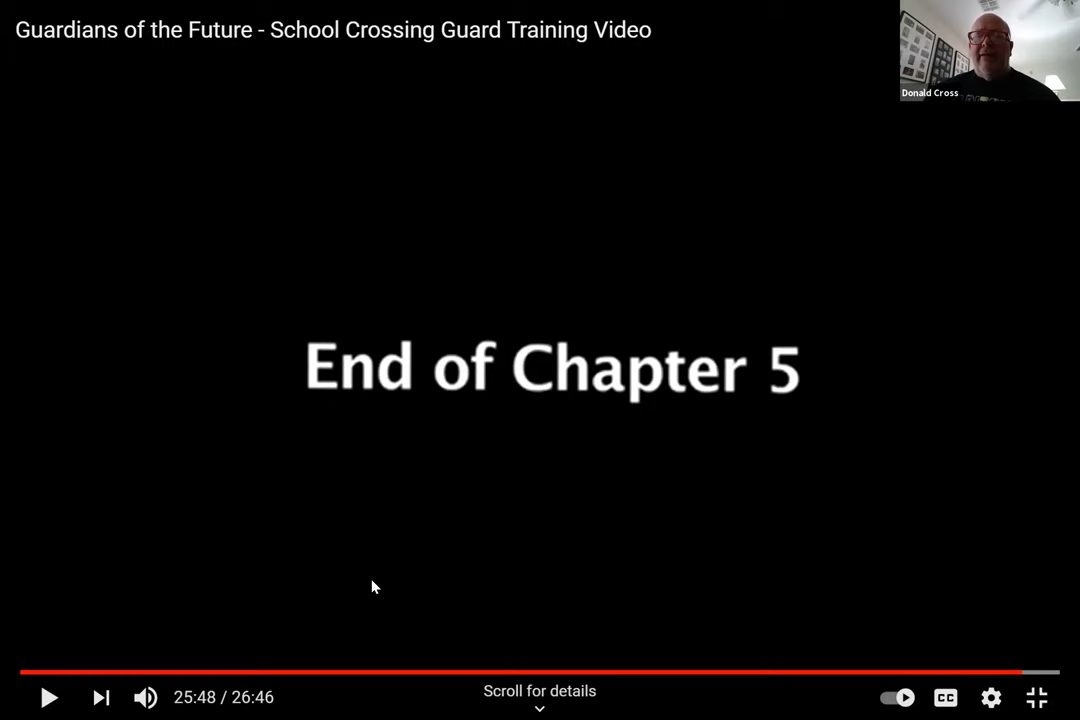 Guardians of the Future - School Crossing Guard Training Video
Donald Cross
End of Chapter 5
25:48 / 26:46
Scroll for details
CC